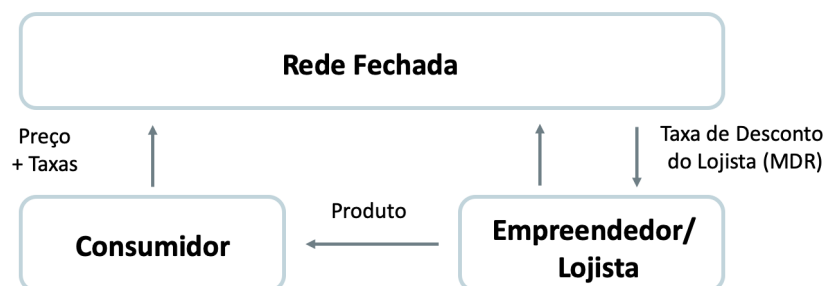 Rede Fechada
Preço
+ Taxas
Taxa de Desconto
do Lojista (MDR)
Produto
Consumidor
Empreendedor/
Lojista